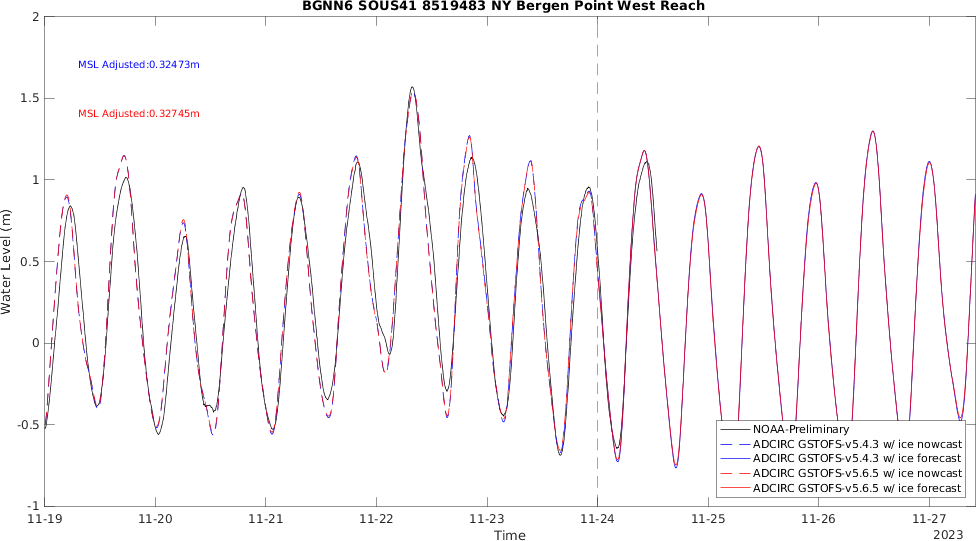 BGNN6 SOUS41 8519483 NY Bergen Point West Reach
MSL Adjusted:0.32473m
MSL Adjusted:0.32745m
Water Level (m)
2
1.5
1
0.5
0
-0.5
-1
NOAA-Preliminary
ADCIRC GSTOFS-v5.4.3 w/ ice nowcast
ADCIRC GSTOFS-v5.4.3 w/ ice forecast
ADCIRC GSTOFS-v5.6.5 w/ ice nowcast
ADCIRC GSTOFS-v5.6.5 w/ ice forecast
11-19 11-20 11-21 11-22 11-23 11-24 11-25 11-26 11-27
Time
2023